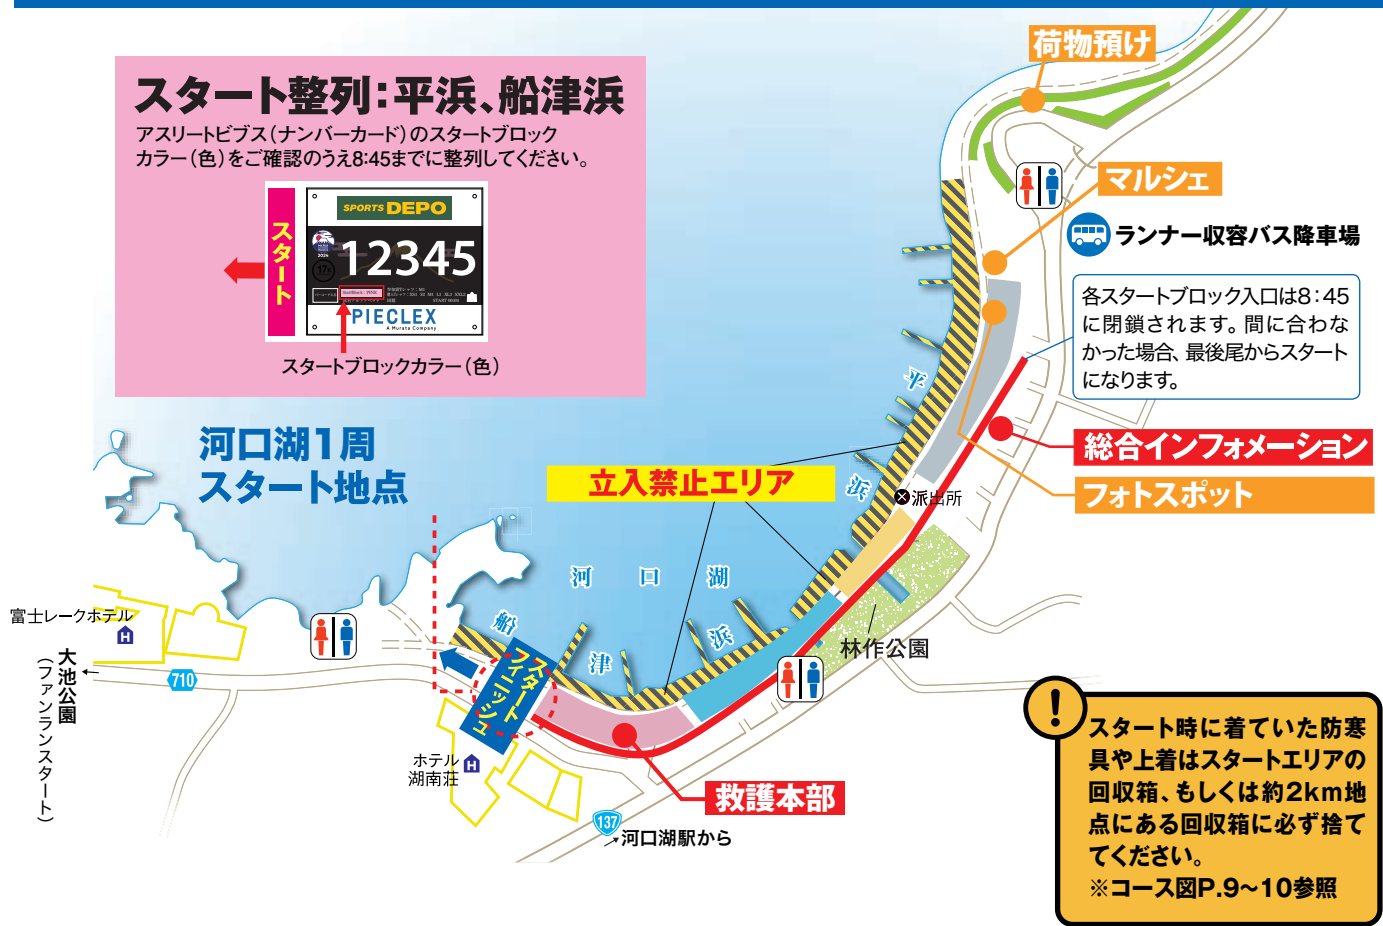 荷物預け
スタート整列：平浜、船津浜
アスリートビブス（ナンバーカード）のスタートブロック
カラー（色）をご確認のうえ8:45までに整列してください。
スタート
SPORTS DEPO
12345
PIECLEX
A Murata Company
スタートブロックカラー（色）
マルシェ
ランナー収容バス降車場
各スタートブロック入口は8：45
に閉鎖されます。間に合わな
かった場合、最後尾からスタート
になります。
総合インフォメーション
フォトスポット
河口湖1周
スタート地点
立入禁止エリア
平
浜
派出所
河口湖
船
津
浜
林作公園
富士レークホテル
H
大池公園
（ファンランスタート）
710
スタート
フィニッシュ
ホテル
湖南荘
H
救護本部
137
河口湖駅から
!
スタート時に着ていた防寒
具や上着はスタートエリアの
回収箱、もしくは約2km地
点にある回収箱に必ず捨て
てください。
※コース図P.9〜10参照